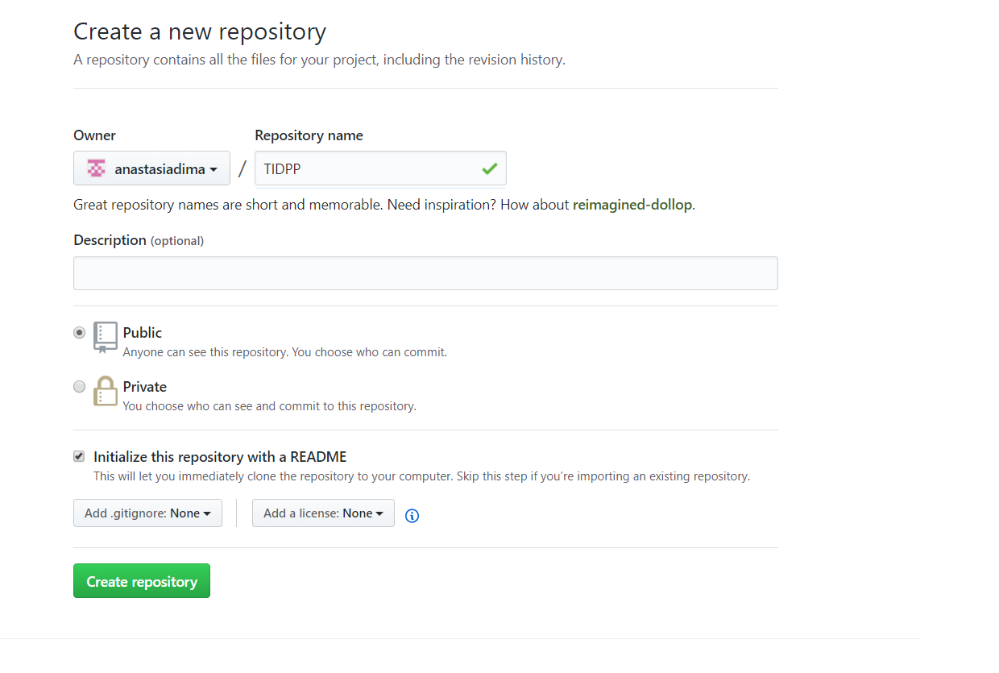 Create a new repository
A repository contains all the files for your project, including the revision history.
Owner Repository name
anastasiadima / TIDPP
Great repository names are short and memorable. Need inspiration? How about reimagined-dollop.
Description (optional)
Public
Anyone can see this repository. You choose who can commit.
Private
You choose who can see and commit to this repository.
Initialize this repository with a README
This will let you immediately clone the repository to your computer. Skip this step if you’re importing an existing repository.
Add .gitignore: None Add a license: None
Create repository